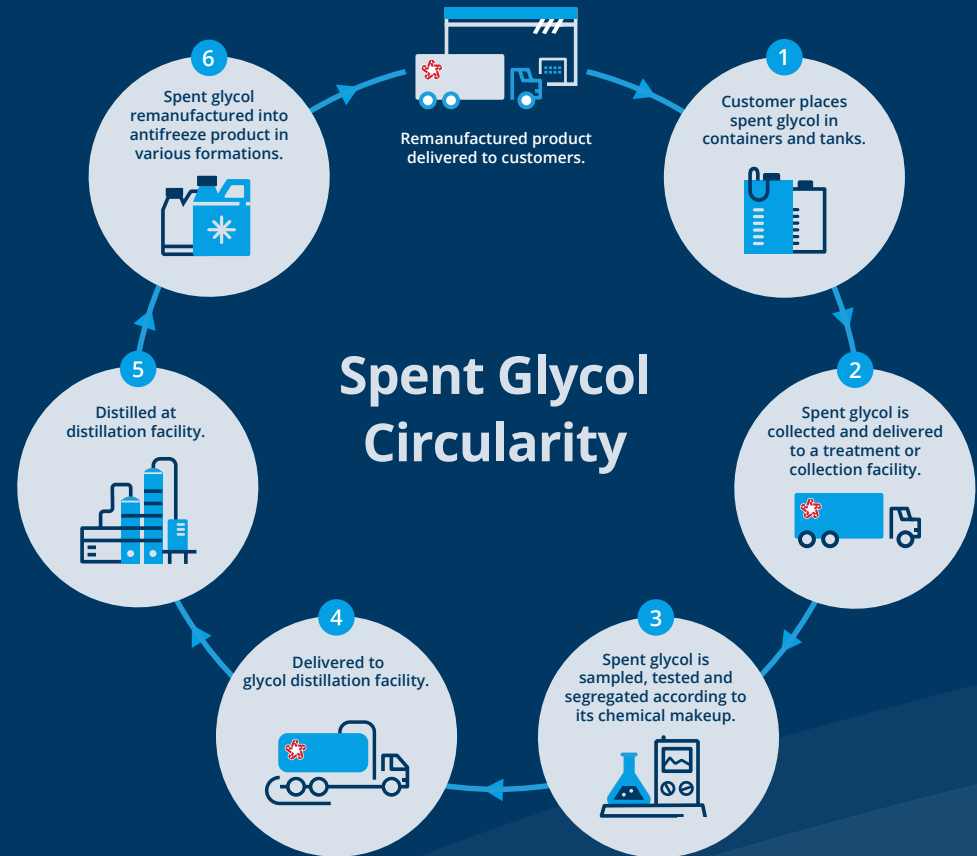 Spent Glycol
Circularity
1
Customer places
spent glycol in
containers and tanks.
2
Spent glycol is
collected and delivered
to a treatment or
collection facility.
3
Spent glycol is
sampled, tested and
segregated according to
its chemical makeup.
4
Delivered to
glycol distillation facility.
5
Distilled at
distillation facility.
6
Spent glycol
remanufactured into
antifreeze product in
various formations.
Remanufactured product
delivered to customers.